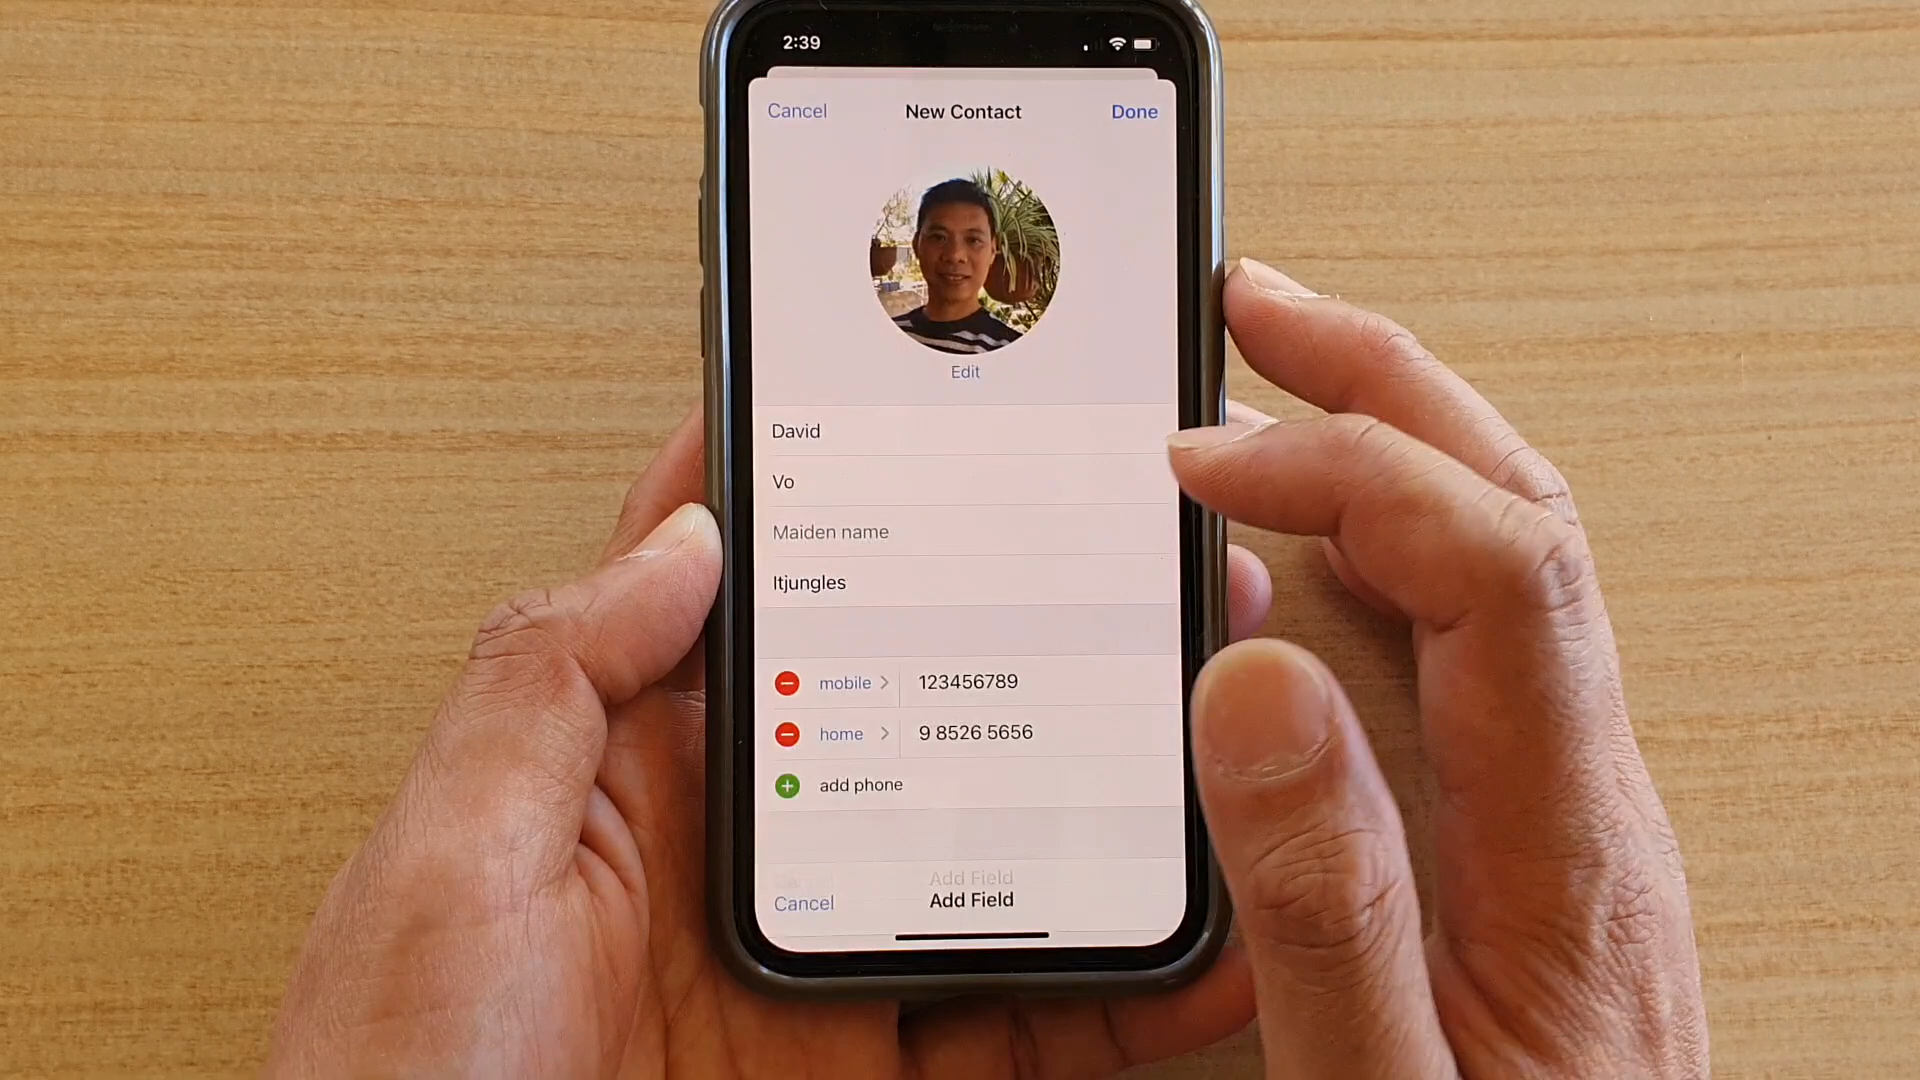 2:39
Cancel New Contact Done
Edit
David
Vo
Maiden name
Itjungles
mobile 123456789
home 9 8526 5656
add phone
Add Field
Cancel Add Field